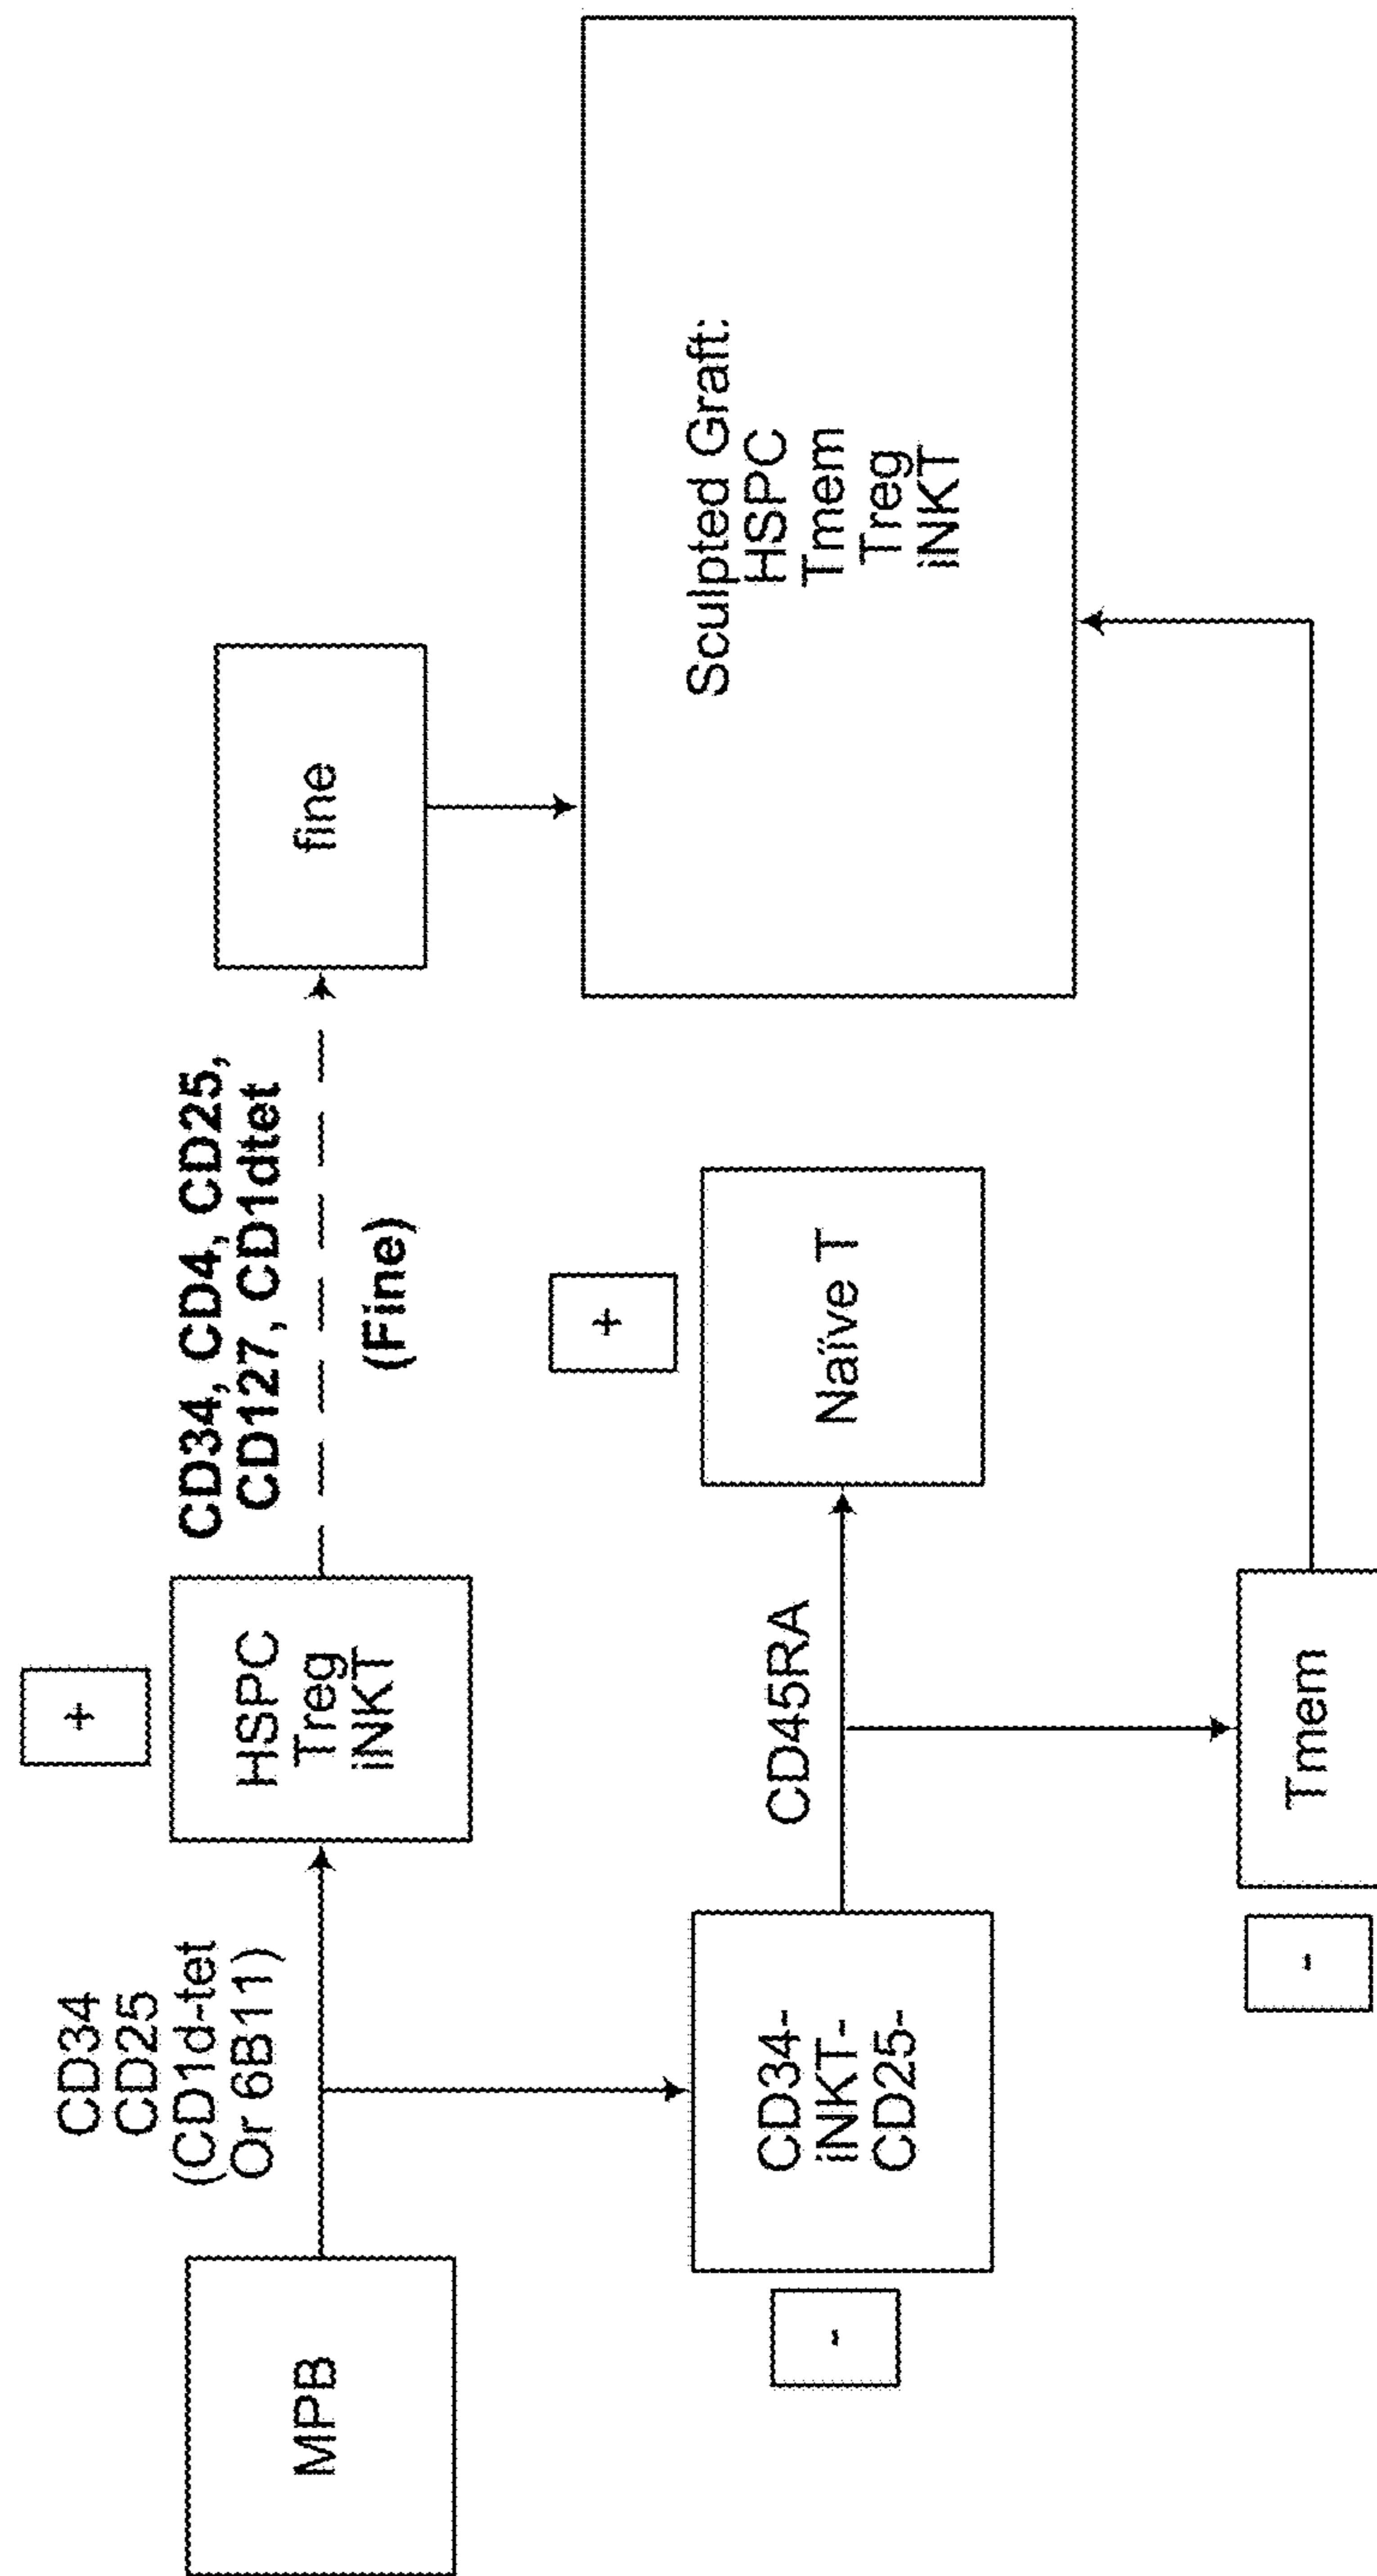 MPB
CD34
CD25
(CD1d-tet
Or 6B11)
+
HSPC
Treg
iNKT
CD34, CD4, CD25,
CD127, CD1dtet
(Fine)
fine
-
CD34-
iNKT-
CD25-
CD45RA
+
Naïve T
-
Tmem
Sculpted Graft:
HSPC
Tmem
Treg
iNKT